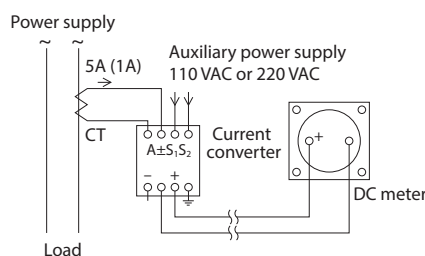 Power supply
~ ~
5A (1A)
Auxiliary power supply
110 VAC or 220 VAC
CT
A±S₁S₂
Current
converter
− +
+
DC meter
Load